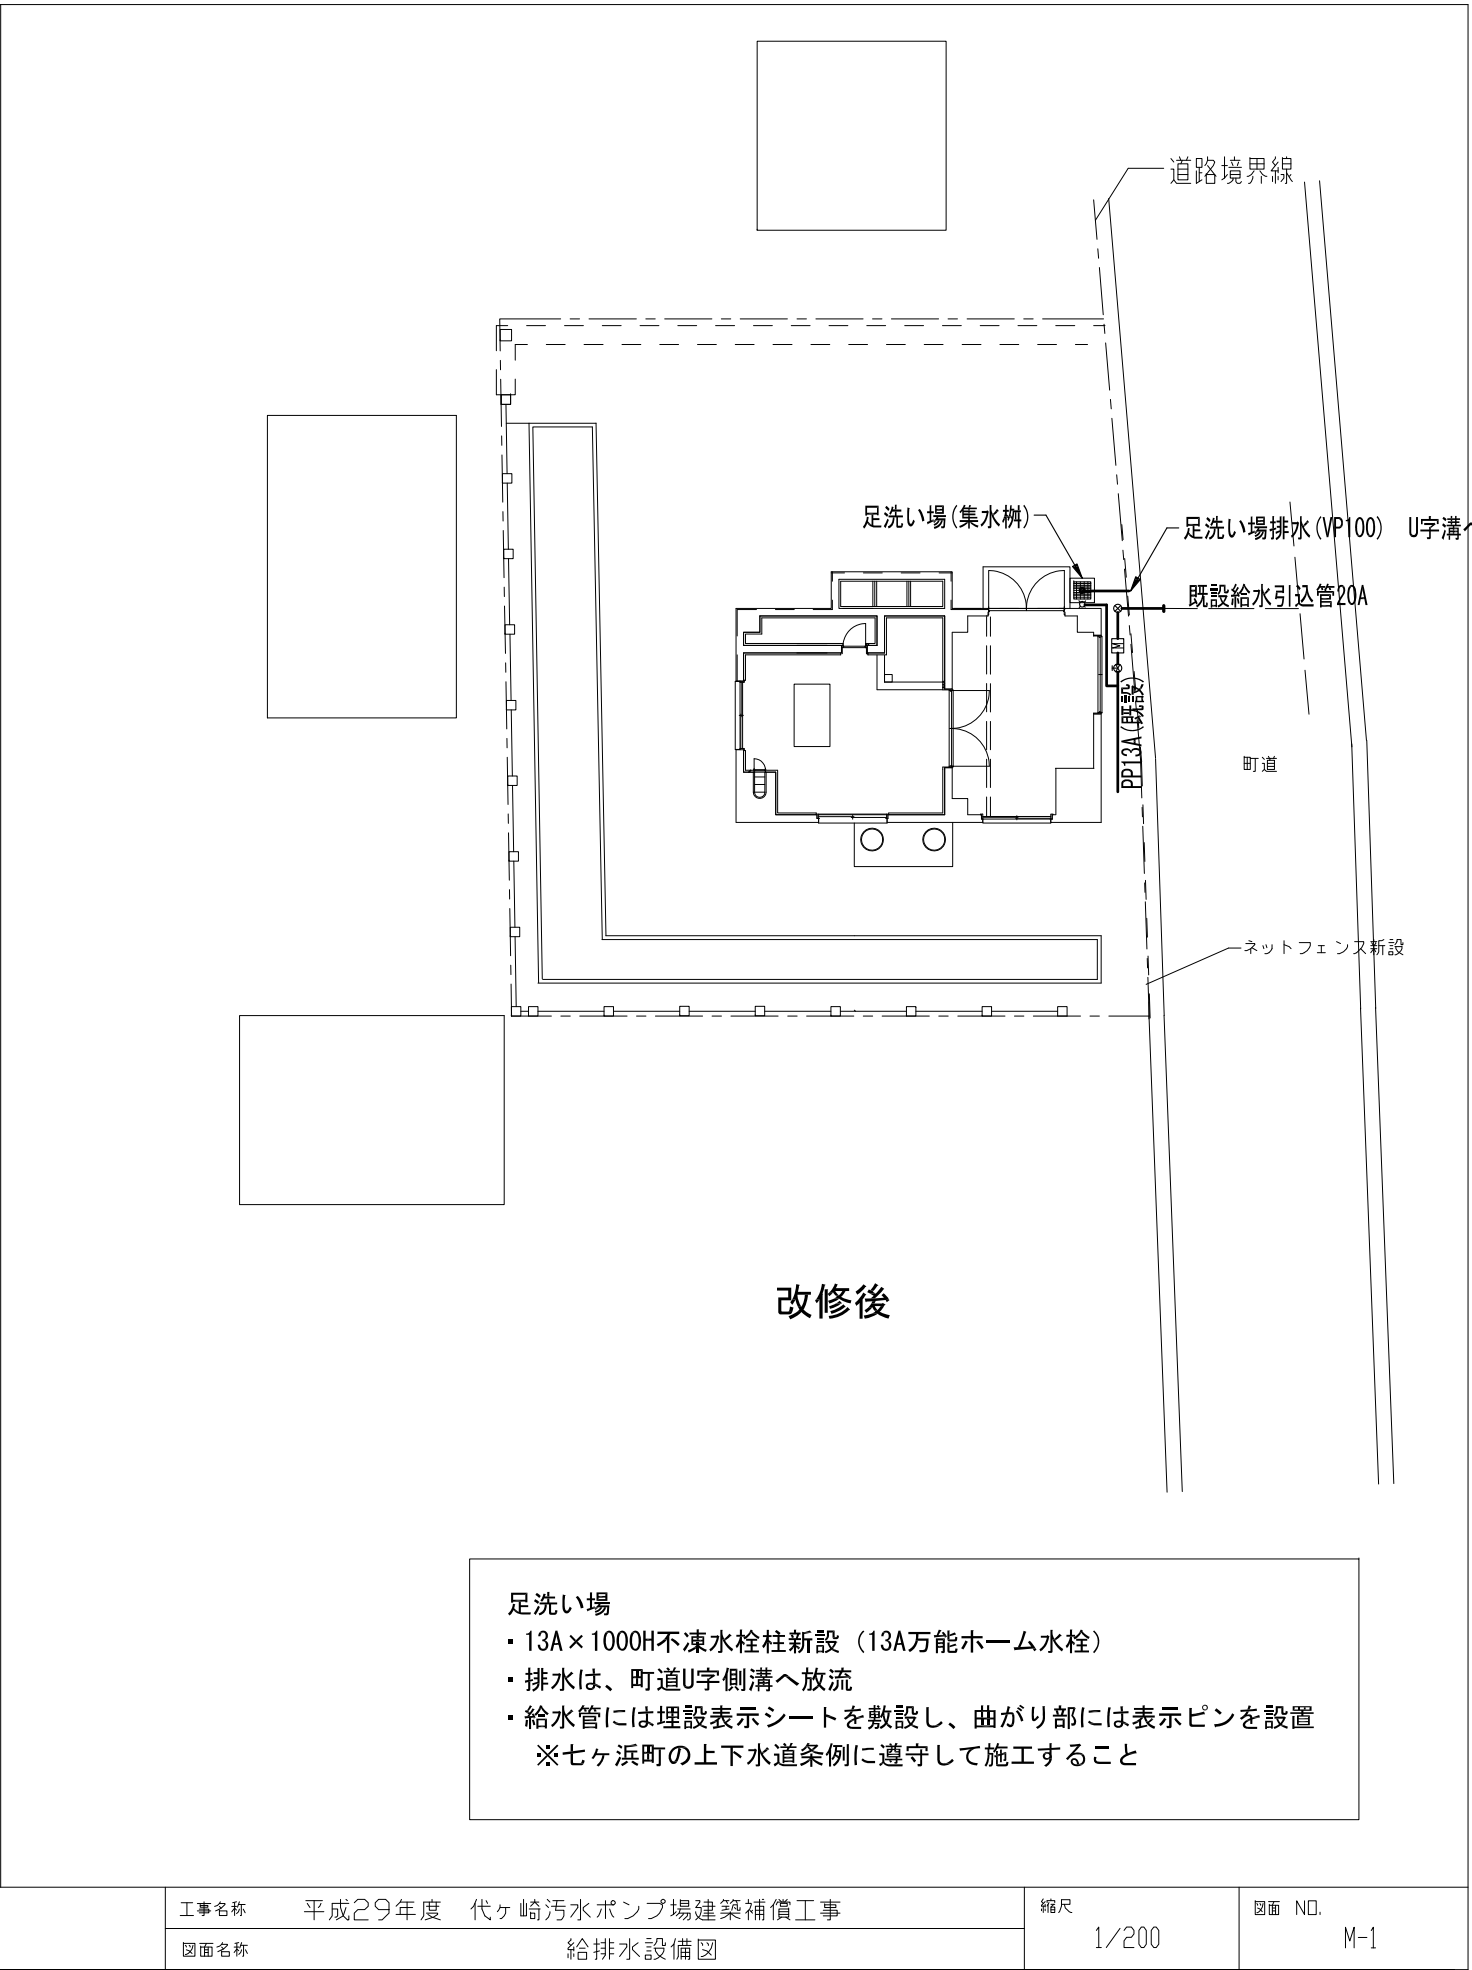 道路境界線
足洗い場(集水桝)
足洗い場排水(VP100) U字溝へ
既設給水引込管20A
M
PP13A(既設)
町道
ネットフェンス新設
改修後
足洗い場
・13A×1000H不凍水栓柱新設（13A万能ホーム水栓）
・排水は、町道U字側溝へ放流
・給水管には埋設表示シートを敷設し、曲がり部には表示ピンを設置
※七ヶ浜町の上下水道条例に遵守して施工すること
工事名称 平成29年度 代ヶ崎汚水ポンプ場建築補償工事
縮尺
1/200
図面 NO.
M-1
図面名称 給排水設備図